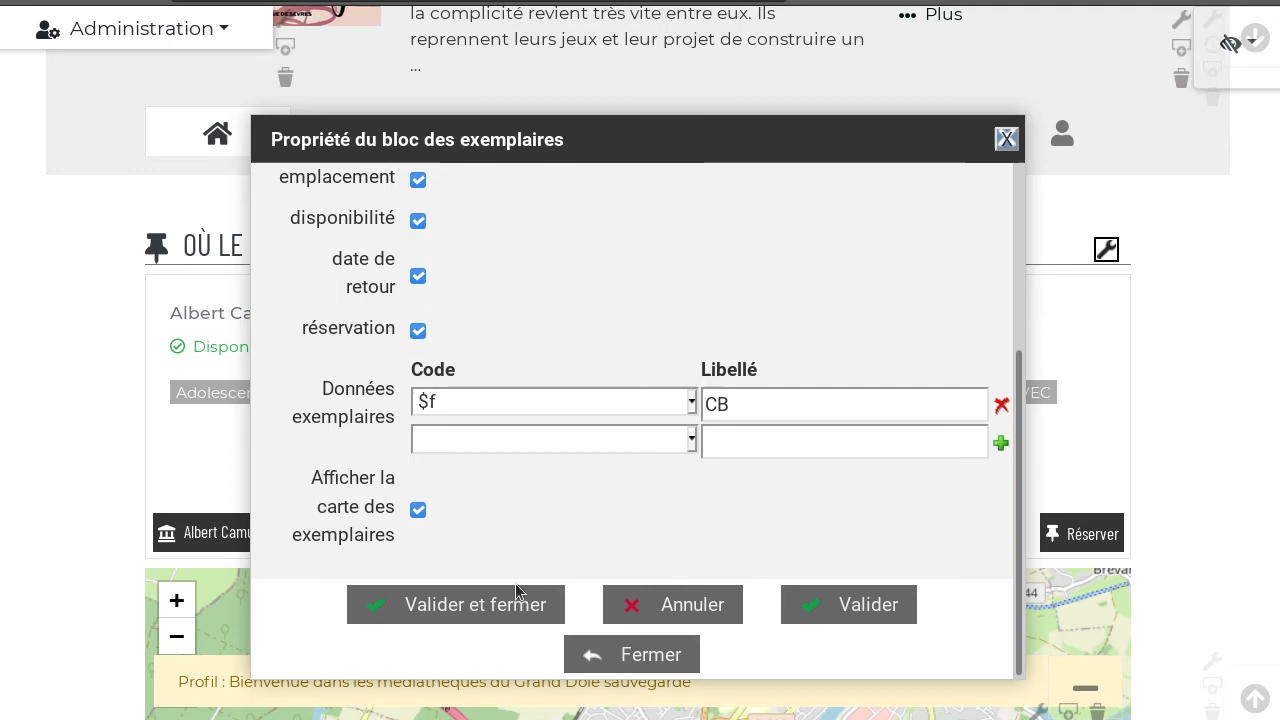 la complicité revient très vite entre eux. Ils
Plus
Administration
reprennent leurs jeux et leur projet de construire un
...
Propriété du bloc des exemplaires
X
emplacement
disponibilité
OÙ LE
date de
retour
Albert Ca
réservation
Dispon
Code
Libellé
Données
exemplaires
Adolescen
$f
CB
VEC
Afficher la
carte des
exemplaires
Albert Camu
Réserver
44
+
Valider et fermer
Annuler
Valider
−
Fermer
Profil : Bienvenue dans les médiathèques du Grand Dole sauvegardé